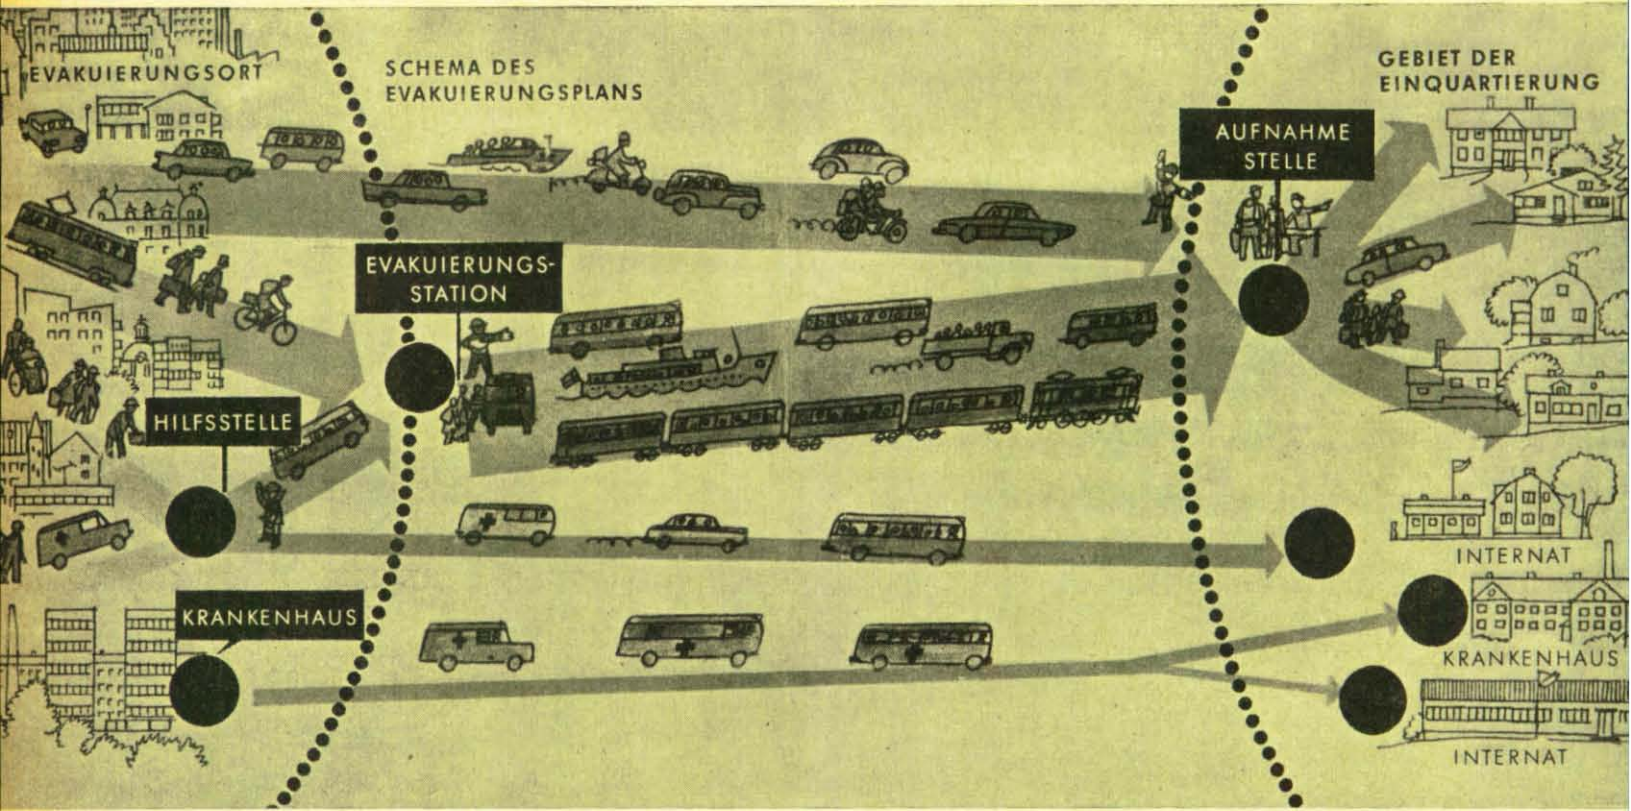 EVAKUIERUNGSORT
SCHEMA DES
EVAKUIERUNGSPLANS
GEBIET DER
EINQUARTIERUNG
AUFNAHME
STELLE
EVAKUIERUNGS-
STATION
HILFSSTELLE
INTERNAT
KRANKENHAUS
KRANKENHAUS
INTERNAT